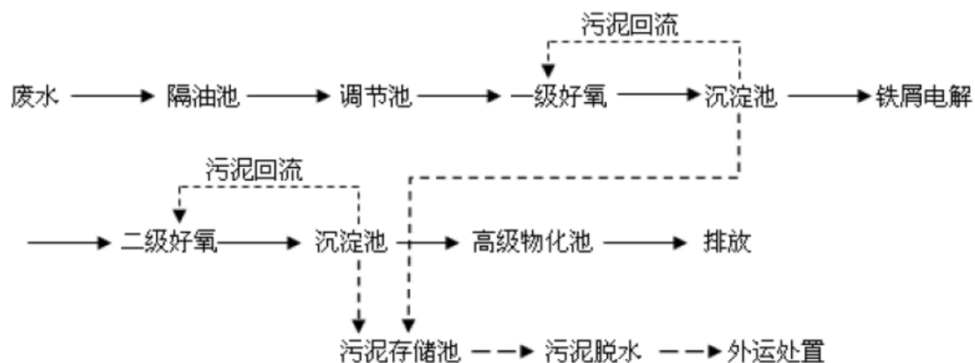 污泥回流
废水 隔油池 调节池 一级好氧 沉淀池 铁屑电解
污泥回流
二级好氧 沉淀池 高级物化池 排放
污泥存储池 污泥脱水 外运处置